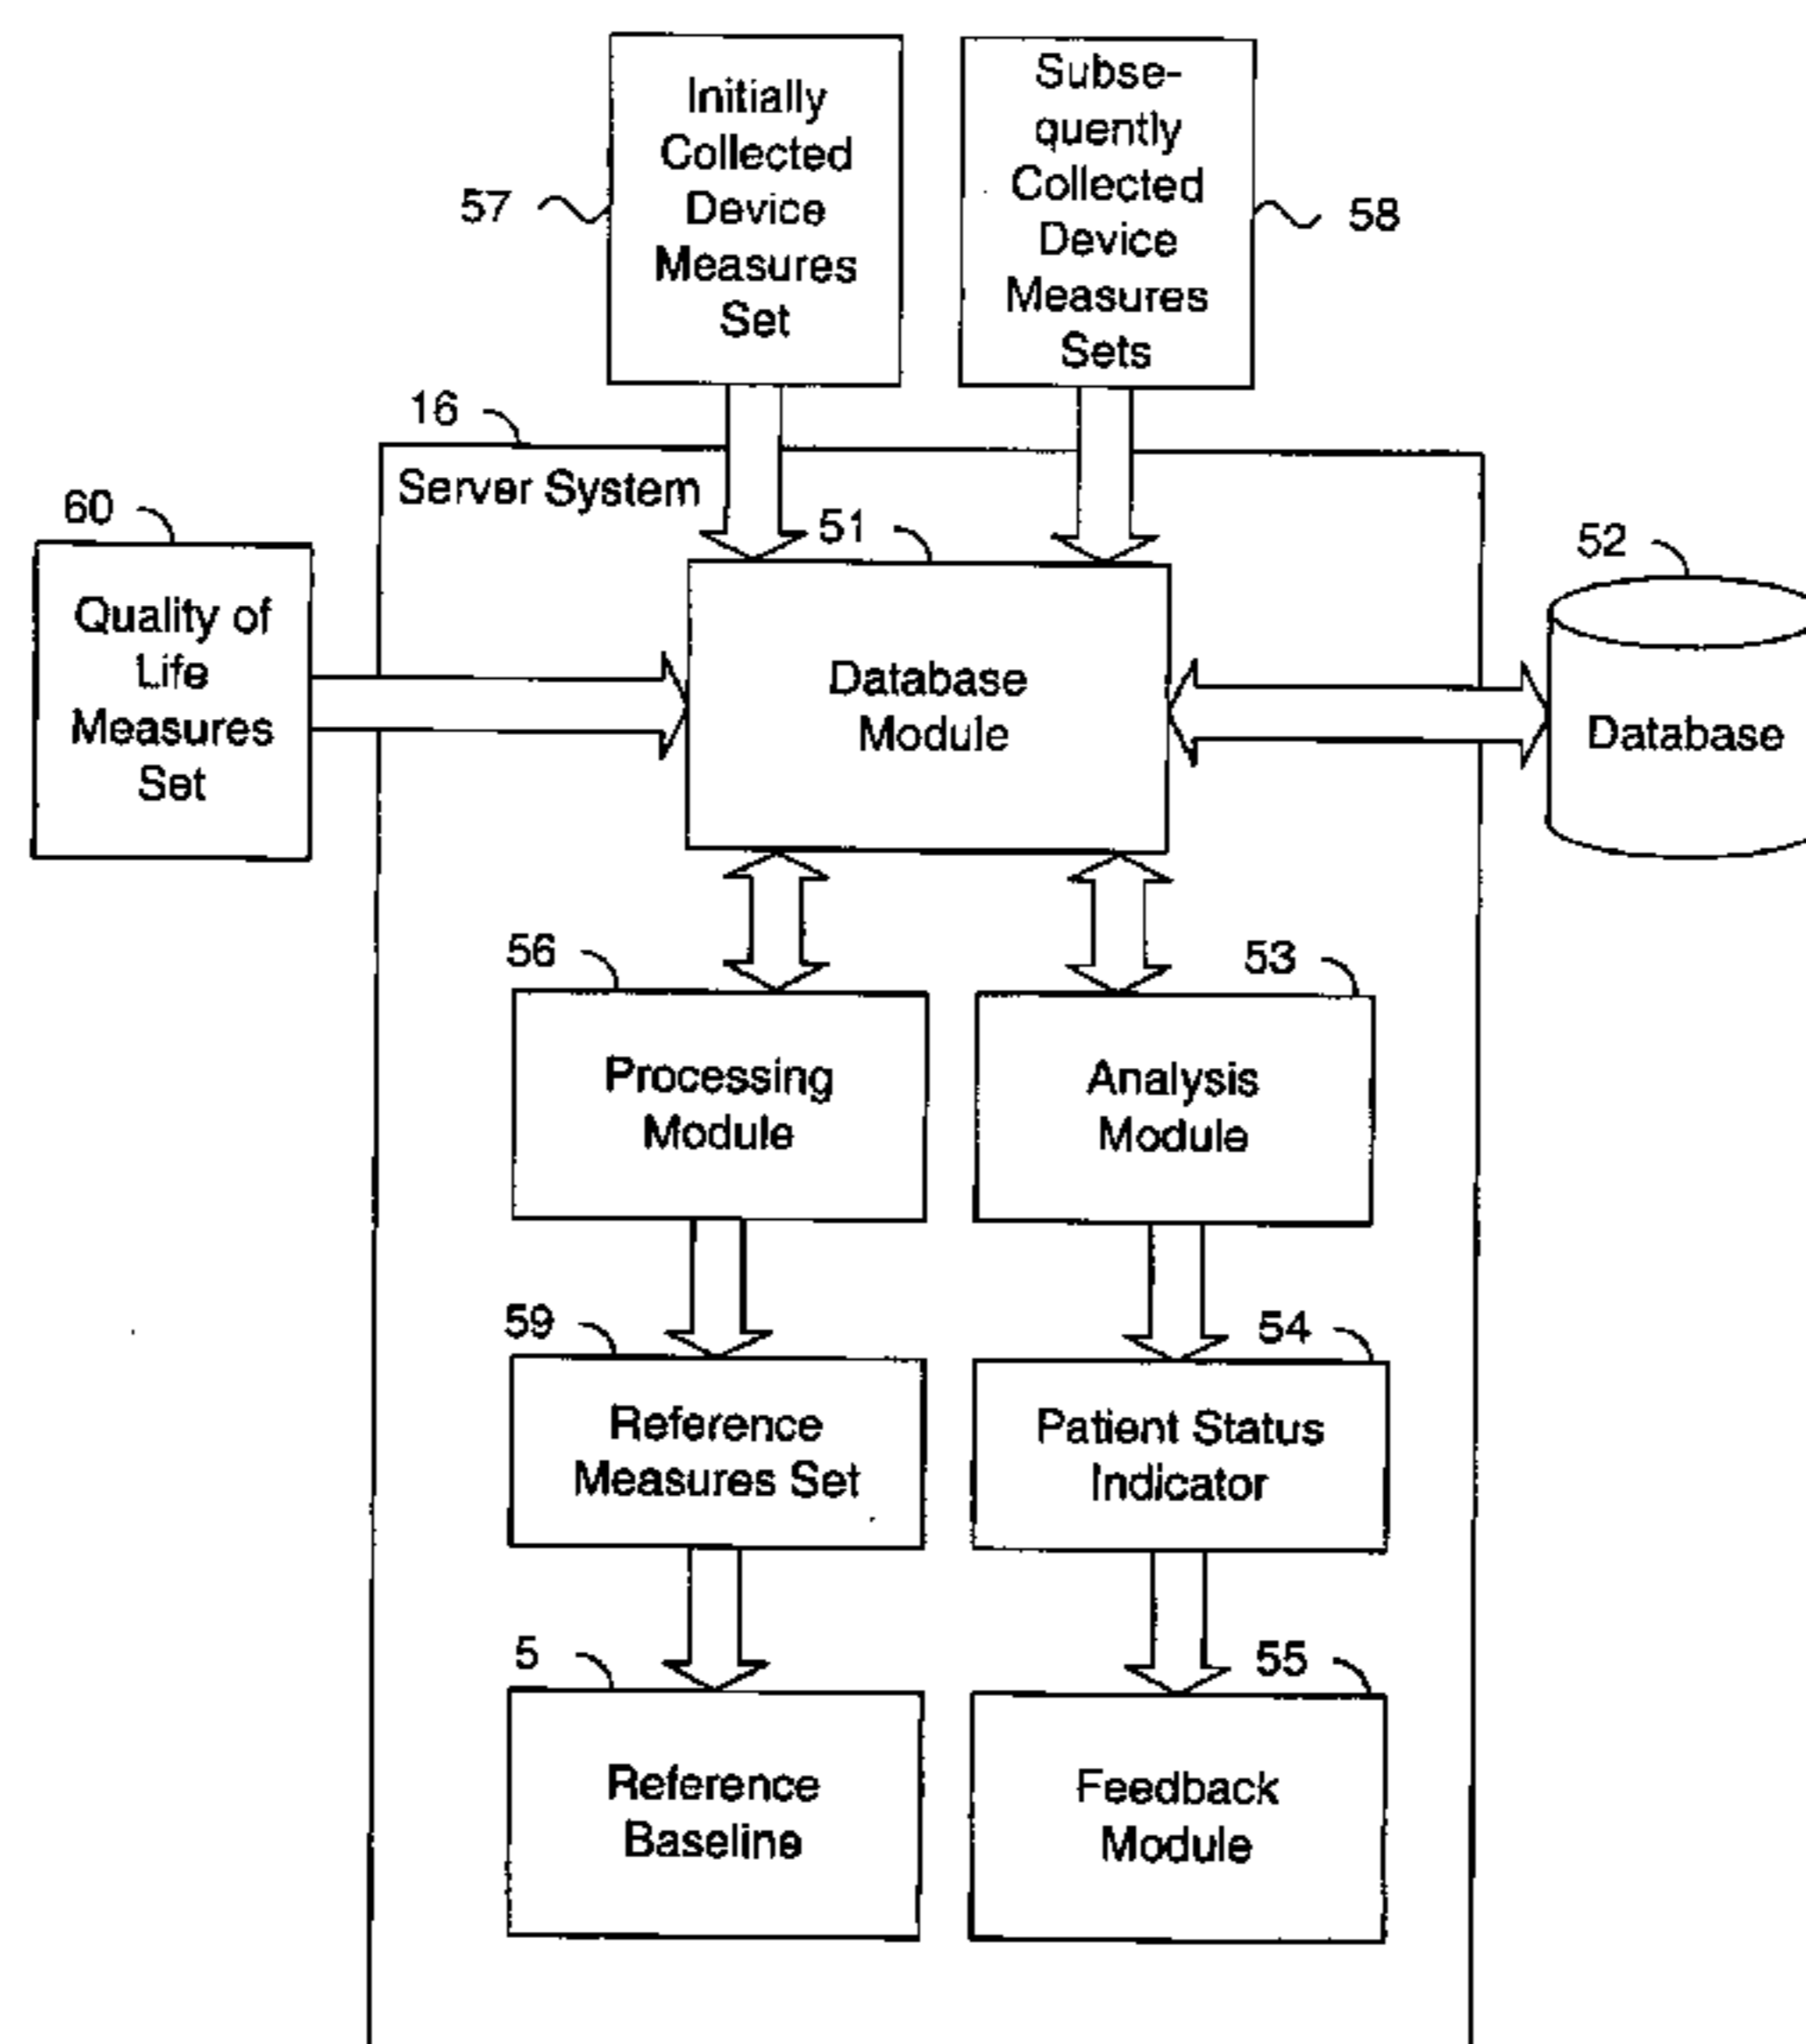 Initially
Collected
Device
Measures
Set
57
Subse-
quently
Collected
Device
Measures
Sets
58
16
Server System
60
Quality of
Life
Measures
Set
51
Database
Module
52
Database
56
Processing
Module
53
Analysis
Module
59
Reference
Measures Set
54
Patient Status
Indicator
5
Reference
Baseline
55
Feedback
Module